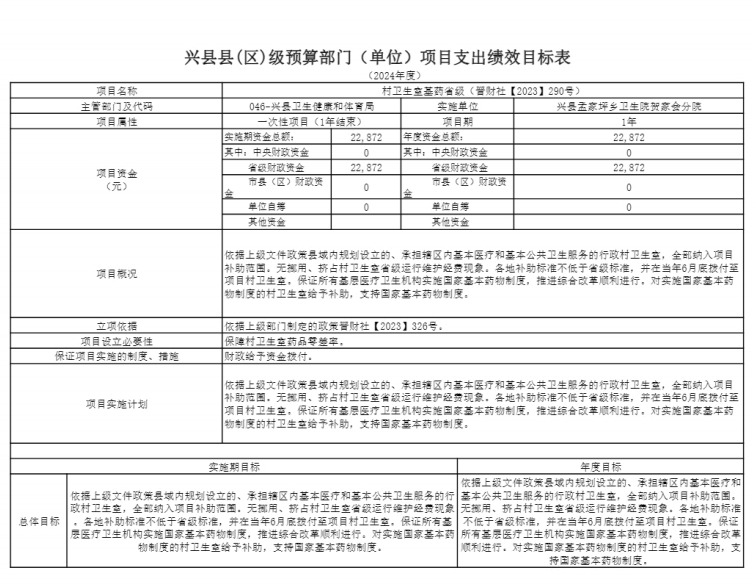 兴县县(区)级预算部门（单位）项目支出绩效目标表
（2024年度）
项目名称 村卫生室基药省级（晋财社【2023】290号）
主管部门及代码 046-兴县卫生健康和体育局 实施单位 兴县孟家坪乡卫生院贺家会分院
项目属性 一次性项目（1年结束） 项目期 1年
项目资金
（元）
实施期资金总额： 22,872 年度资金总额： 22,872
其中：中央财政资金 0 其中：中央财政资金 0
省级财政资金 22,872 省级财政资金 22,872
市县（区）财政资
金 0 市县（区）财政资
金 0
单位自筹 0 单位自筹 0
其他资金 其他资金
项目概况
依据上级文件政策县域内规划设立的、承担辖区内基本医疗和基本公共卫生服务的行政村卫生室，全部纳入项目
补助范围。无挪用、挤占村卫生室省级运行维护经费现象。各地补助标准不低于省级标准，并在当年6月底拨付至
项目村卫生室。保证所有基层医疗卫生机构实施国家基本药物制度，推进综合改革顺利进行。对实施国家基本药
物制度的村卫生室给予补助，支持国家基本药物制度。
立项依据 依据上级部门制定的政策晋财社【2023】326号。
项目设立必要性 保障村卫生室药品零差率。
保证项目实施的制度、措施 财政给予资金拨付。
项目实施计划
依据上级文件政策县域内规划设立的、承担辖区内基本医疗和基本公共卫生服务的行政村卫生室，全部纳入项目
补助范围。无挪用、挤占村卫生室省级运行维护经费现象。各地补助标准不低于省级标准，并在当年6月底拨付至
项目村卫生室。保证所有基层医疗卫生机构实施国家基本药物制度，推进综合改革顺利进行。对实施国家基本药
物制度的村卫生室给予补助，支持国家基本药物制度。
实施期目标 年度目标
总体目标
依据上级文件政策县域内规划设立的、承担辖区内基本医疗和基本公共卫生服务的行
政村卫生室，全部纳入项目补助范围。无挪用、挤占村卫生室省级运行维护经费现象
。各地补助标准不低于省级标准，并在当年6月底拨付至项目村卫生室。保证所有基
层医疗卫生机构实施国家基本药物制度，推进综合改革顺利进行。对实施国家基本药
物制度的村卫生室给予补助，支持国家基本药物制度。
依据上级文件政策县域内规划设立的、承担辖区内基本医疗和
基本公共卫生服务的行政村卫生室，全部纳入项目补助范围。
无挪用、挤占村卫生室省级运行维护经费现象。各地补助标准
不低于省级标准，并在当年6月底拨付至项目村卫生室。保证
所有基层医疗卫生机构实施国家基本药物制度，推进综合改革
顺利进行。对实施国家基本药物制度的村卫生室给予补助，支
持国家基本药物制度。